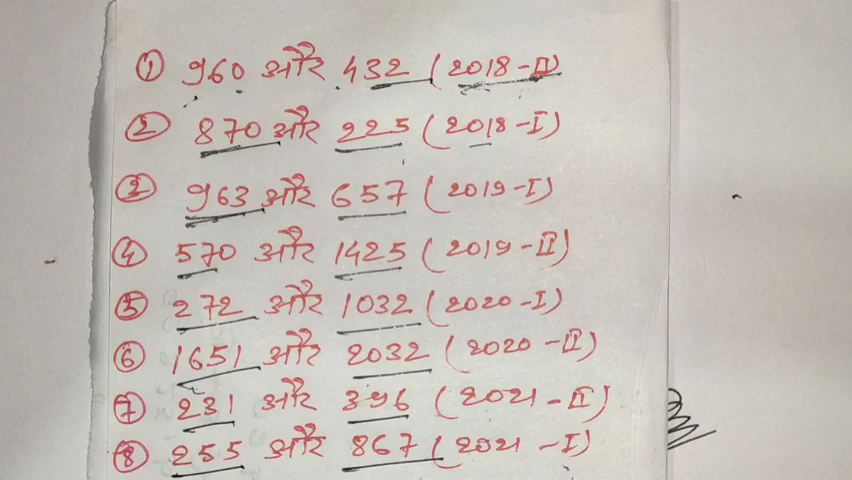 ① 960 और 432 (2018-II)
② 870 और 225 (2018-I)
③ 963 और 657 (2019-I)
④ 570 और 1425 (2019-II)
⑤ 272 और 1032 (2020-I)
⑥ 1651 और 2032 (2020-II)
⑦ 231 और 396 (2021-II)
⑧ 255 और 867 (2021-I)